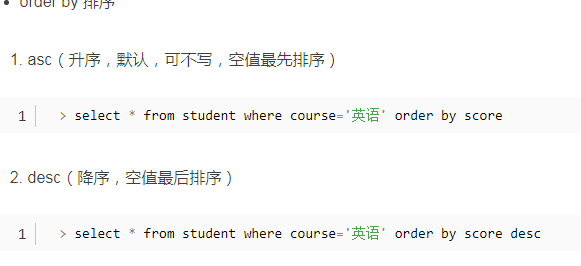 order by 排序
1. asc（升序，默认，可不写，空值最先排序）
1 > select * from student where course='英语' order by score
2. desc（降序，空值最后排序）
1 > select * from student where course='英语' order by score desc